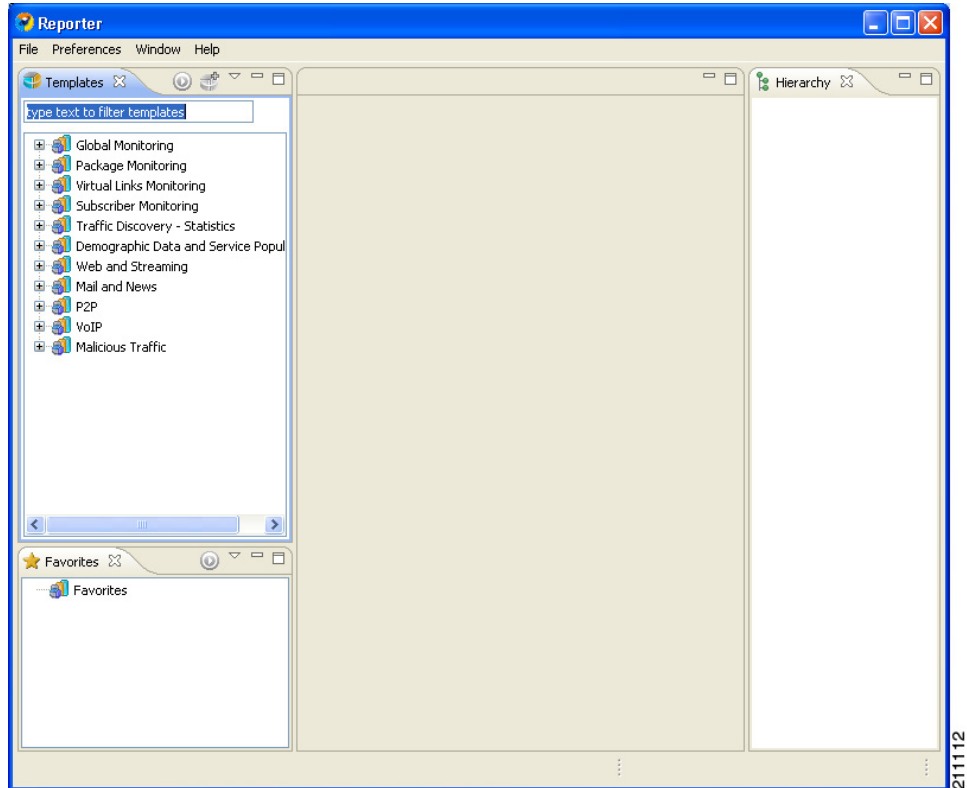 Reporter
File Preferences Window Help
Templates
type text to filter templates
Global Monitoring
Package Monitoring
Virtual Links Monitoring
Subscriber Monitoring
Traffic Discovery - Statistics
Demographic Data and Service Popul
Web and Streaming
Mail and News
P2P
VoIP
Malicious Traffic
Favorites
Favorites
Hierarchy
211112